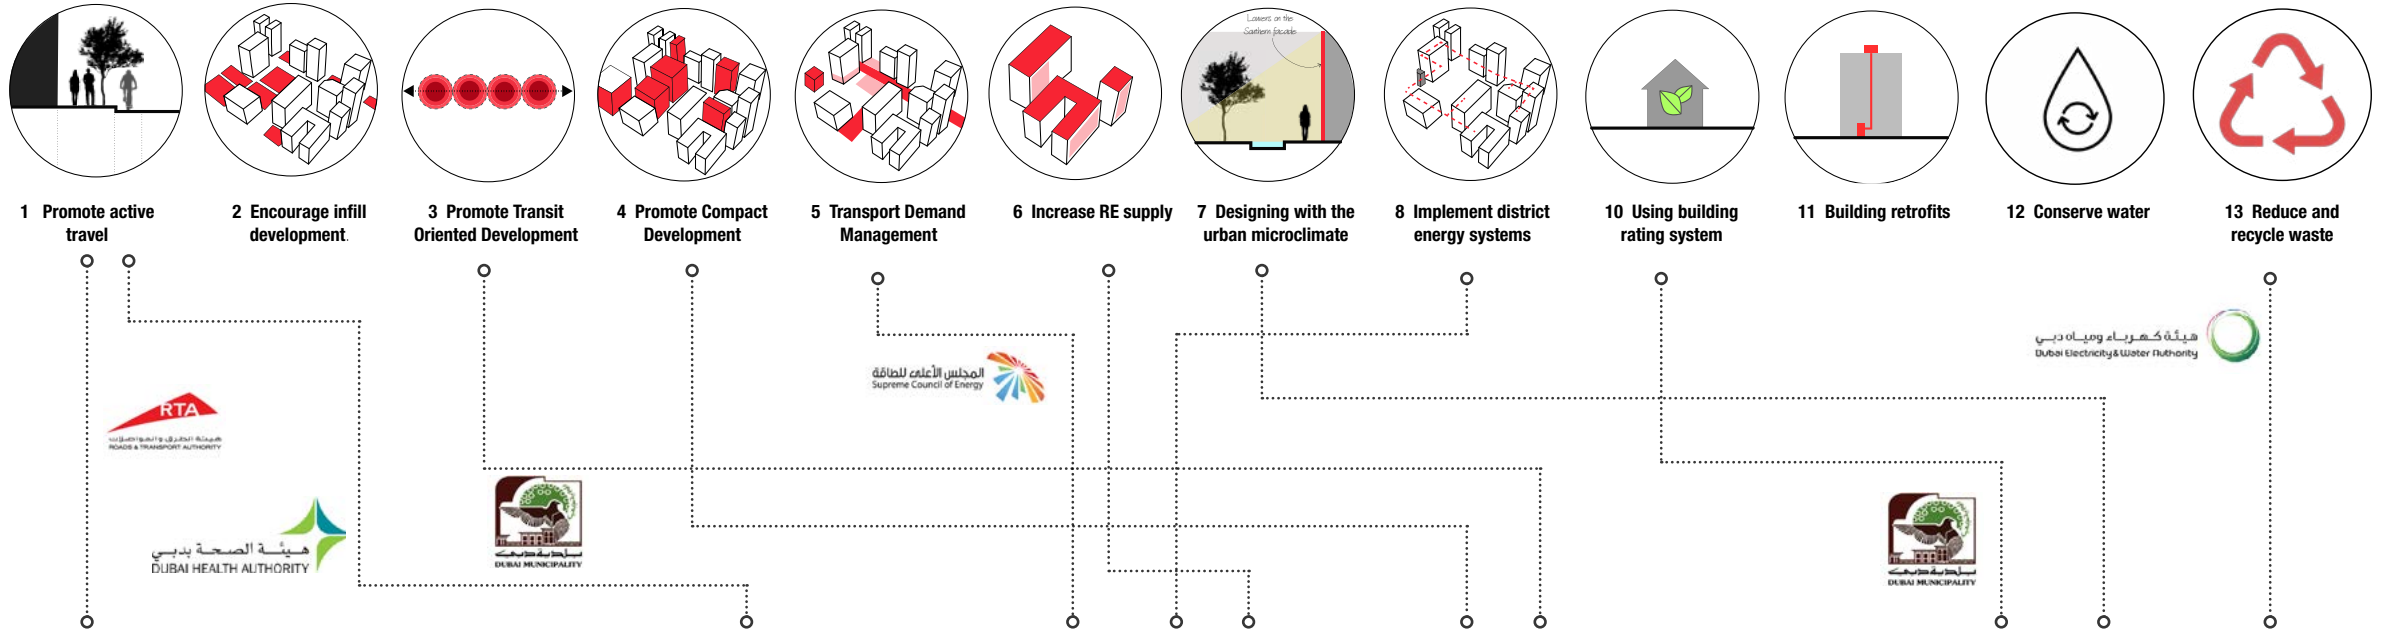 Louvers on the
Southern facade
1 Promote active
travel
2 Encourage infill
development.
3 Promote Transit
Oriented Development
4 Promote Compact
Development
5 Transport Demand
Management
6 Increase RE supply
7 Designing with the
urban microclimate
8 Implement district
energy systems
10 Using building
rating system
11 Building retrofits
12 Conserve water
13 Reduce and
recycle waste
هيئة كهرباء ومياه دبي
Dubai Electricity & Water Authority
المجلس الأعلى للطاقة
Supreme Council of Energy
RTA
هيئة الطرق و المواصلات
ROADS & TRANSPORT AUTHORITY
هيئة الصحة بدبي
DUBAI HEALTH AUTHORITY
بلدية دبي
DUBAI MUNICIPALITY
بلدية دبي
DUBAI MUNICIPALITY